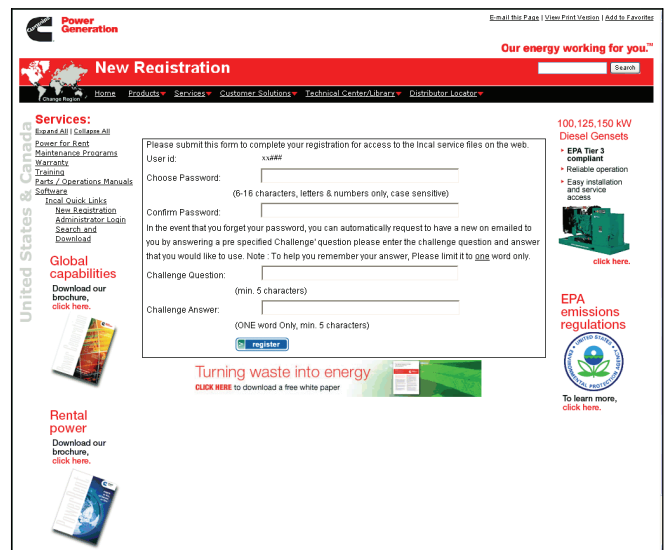 Power
Generation
E-mail this Page | View Print Version | Add to Favorites
Our energy working for you.™
New Registration
Search
Change Region
Home Products Services Customer Solutions Technical Center/Library Distributor Locator
United States & Canada
Services:
Expand All | Collapse All
Power for Rent
Maintenance Programs
Warranty
Training
Parts / Operations Manuals
Software
Incal Quick Links
New Registration
Administrator Login
Search and
Download
Global
capabilities
Download our
brochure,
click here.
Rental
power
Download our
brochure,
click here.
Please submit this form to complete your registration for access to the Incal service files on the web.
User id: xx###
Choose Password:
(6-16 characters, letters & numbers only, case sensitive)
Confirm Password:
In the event that you forget your password, you can automatically request to have a new on emailed to
you by answering a pre specified Challenge' question please enter the challenge question and answer
that you would like to use. Note : To help you remember your answer, Please limit it to one word only.
Challenge Question:
(min. 5 characters)
Challenge Answer:
(ONE word Only, min. 5 characters)
register
Turning waste into energy
CLICK HERE to download a free white paper
100,125,150 kW
Diesel Gensets
EPA Tier 3
compliant
Reliable operation
Easy installation
and service
access
click here.
EPA
emissions
regulations
UNITED STATES
ENVIRONMENTAL PROTECTION AGENCY
To learn more,
click here.